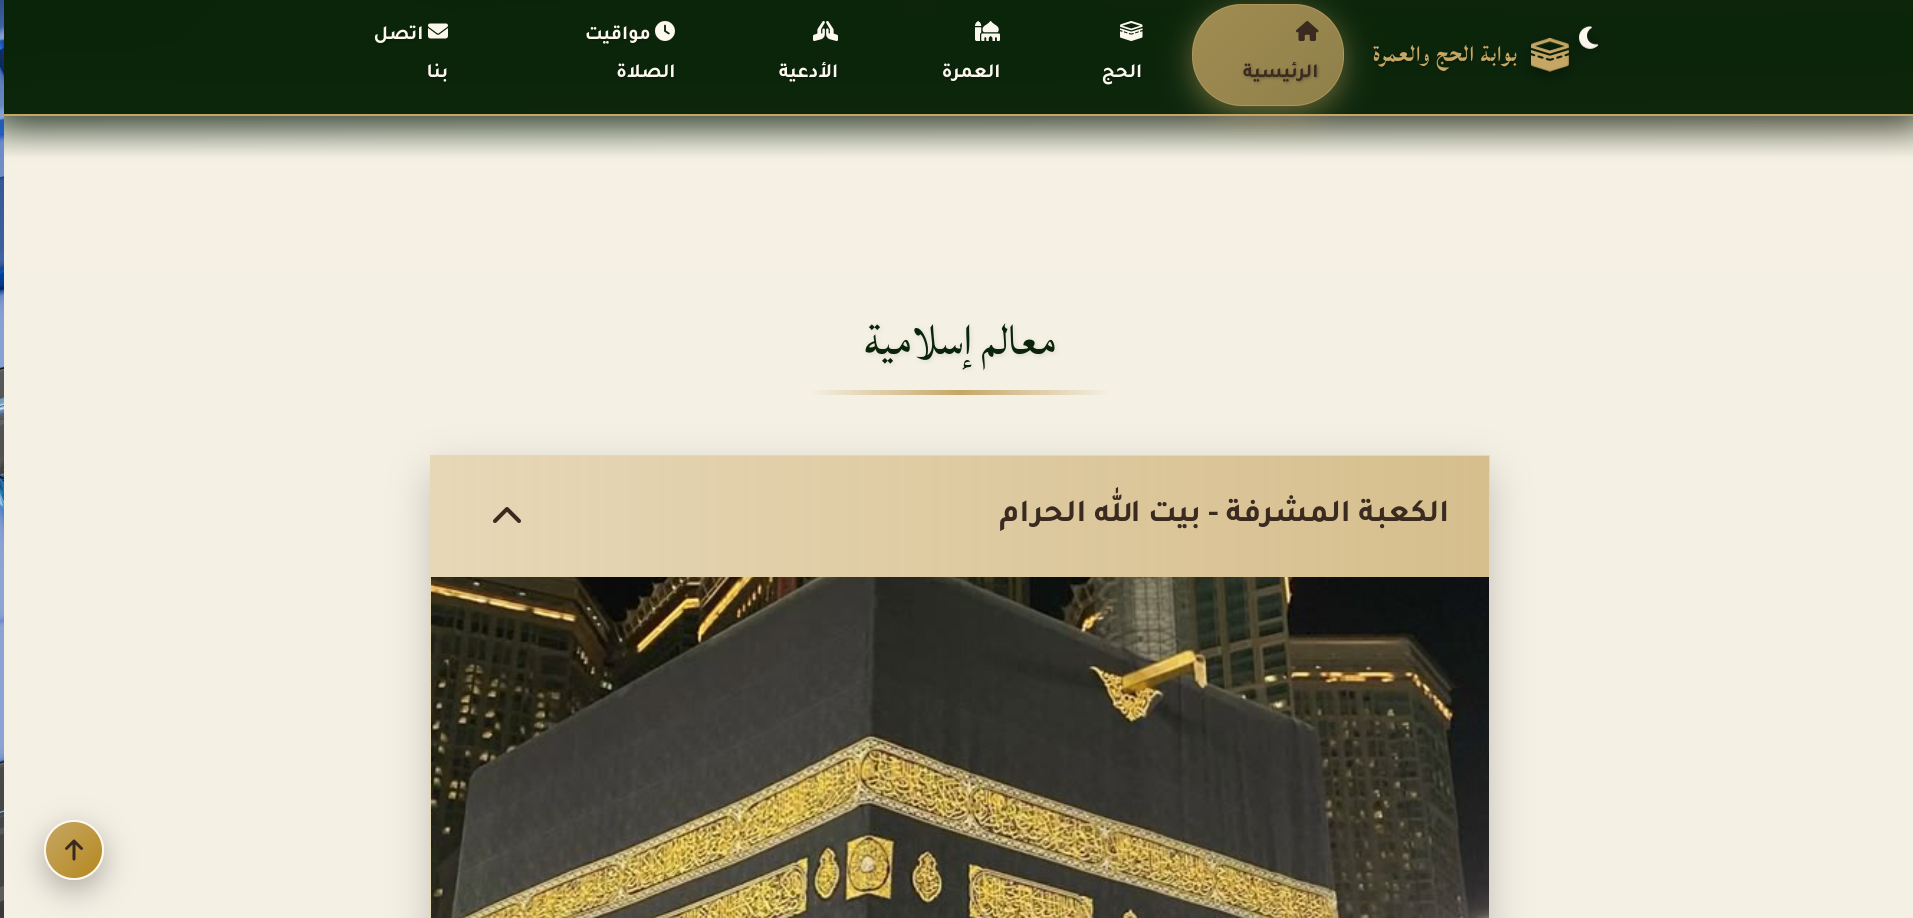 بوابة الحج والعمرة
الرئيسية
الحج
العمرة
الأدعية
مواقيت
الصلاة
اتصل
بنا
معالم إسلامية
الكعبة المشرفة - بيت الله الحرام